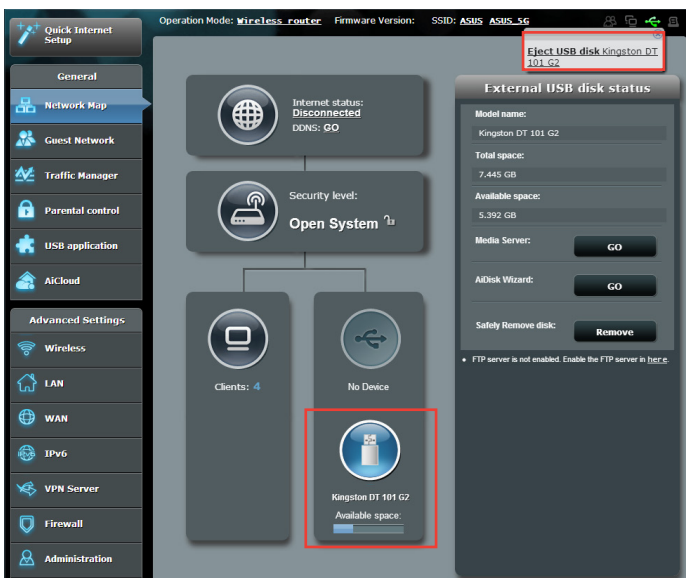 Quick Internet
Setup
Operation Mode: Wireless router Firmware Version: SSID: ASUS ASUS_5G
Eject USB disk Kingston DT
101 G2
General
Network Map
Guest Network
Traffic Manager
Parental control
USB application
AiCloud
Advanced Settings
Wireless
LAN
WAN
IPv6
VPN Server
Firewall
Administration
Internet status:
Disconnected
DDNS: GO
Security level:
Open System
Clients: 4
No Device
Kingston DT 101 G2
Available space:
External USB disk status
Model name:
Kingston DT 101 G2
Total space:
7.445 GB
Available space:
5.392 GB
Media Server: GO
AiDisk Wizard: GO
Safely Remove disk: Remove
• FTP server is not enabled. Enable the FTP server in here.